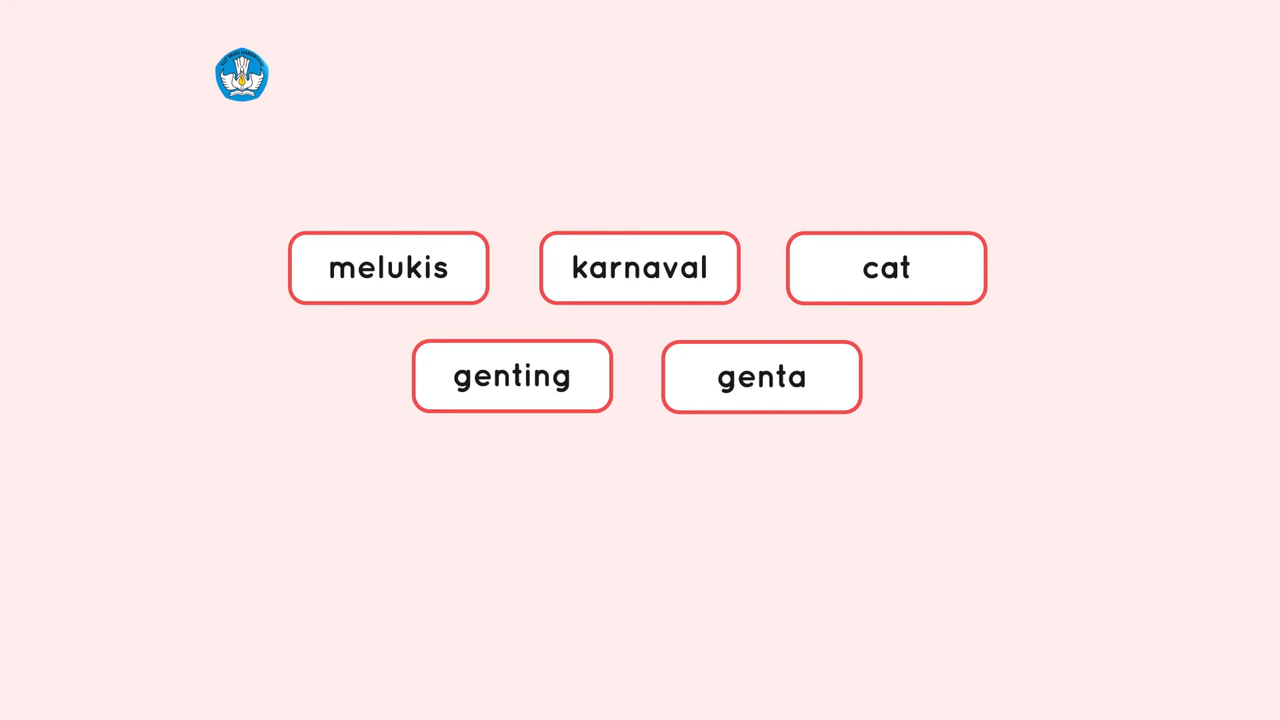 melukis
karnaval
cat
genting
genta